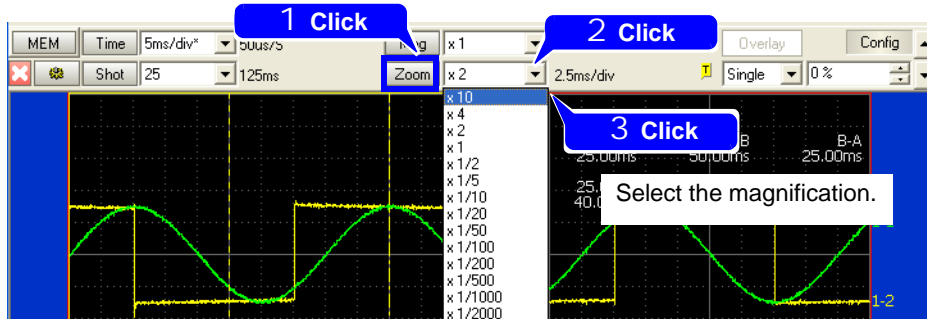 1 Click
2 Click
MEM Time 5ms/div* 50us/S x 1 Overlay Config
Shot 25 125ms Zoom x 2 2.5ms/div T Single 0 %
x 10
3 Click
x 4
x 2
x 1
x 1/2
x 1/5
x 1/10
x 1/20
x 1/50
x 1/100
x 1/200
x 1/500
x 1/1000
x 1/2000
B B-A
25.00ms 50.00ms 25.00ms
Select the magnification.
1-2